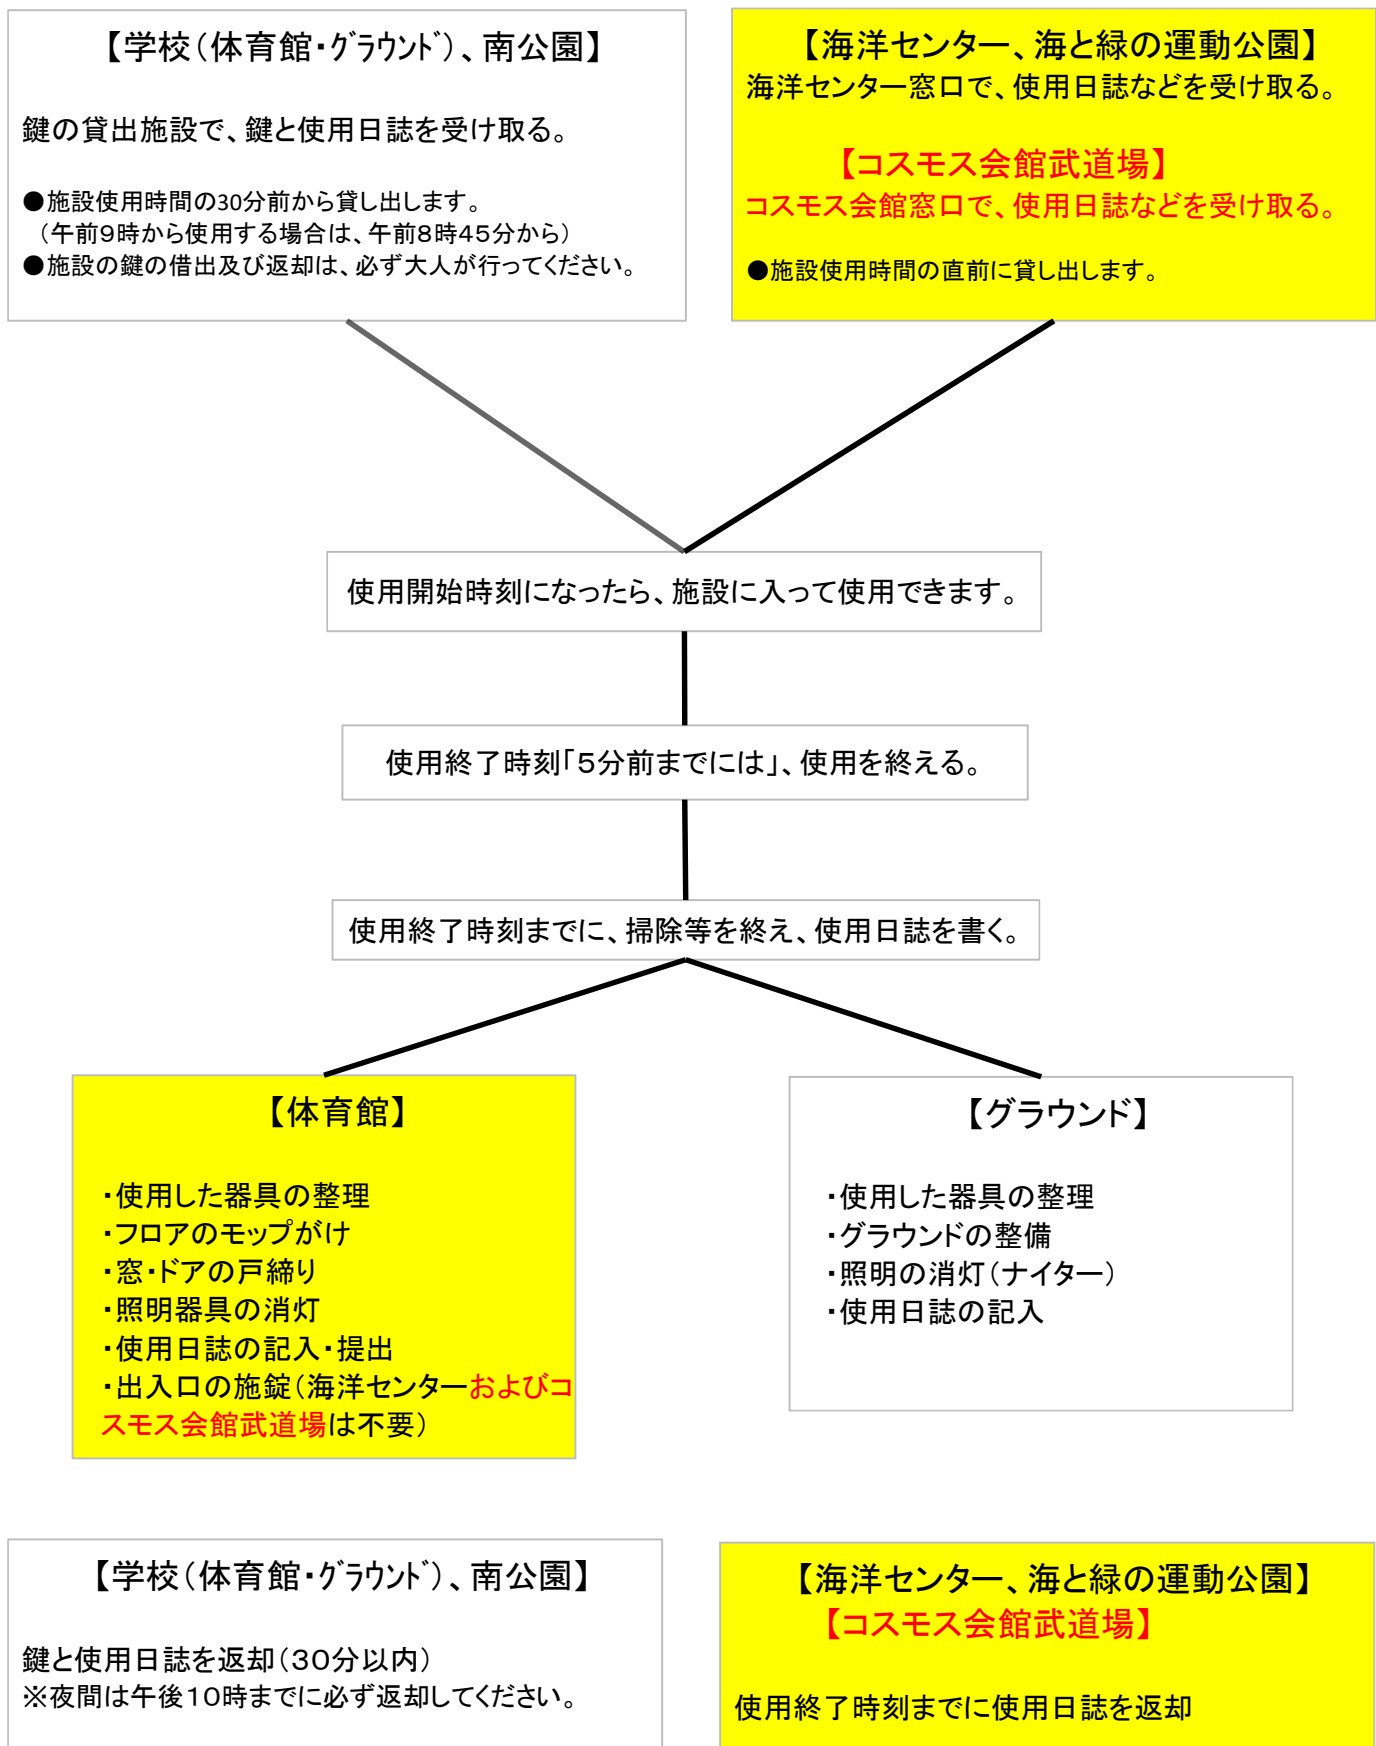 【学校(体育館・グラウンド)、南公園】
鍵の貸出施設で、鍵と使用日誌を受け取る。
●施設使用時間の30分前から貸し出します。
（午前9時から使用する場合は、午前8時45分から）
●施設の鍵の借出及び返却は、必ず大人が行ってください。
【海洋センター、海と緑の運動公園】
海洋センター窓口で、使用日誌などを受け取る。
【コスモス会館武道場】
コスモス会館窓口で、使用日誌などを受け取る。
●施設使用時間の直前に貸し出します。
使用開始時刻になったら、施設に入って使用できます。
使用終了時刻「5分前までには」、使用を終える。
使用終了時刻までに、掃除等を終え、使用日誌を書く。
【体育館】
・使用した器具の整理
・フロアのモップがけ
・窓・ドアの戸締り
・照明器具の消灯
・使用日誌の記入・提出
・出入口の施錠（海洋センターおよびコ
スモス会館武道場は不要）
【グラウンド】
・使用した器具の整理
・グラウンドの整備
・照明の消灯（ナイター）
・使用日誌の記入
【学校（体育館・グラウンド）、南公園】
鍵と使用日誌を返却（30分以内）
※夜間は午後10時までに必ず返却してください。
【海洋センター、海と緑の運動公園】
【コスモス会館武道場】
使用終了時刻までに使用日誌を返却